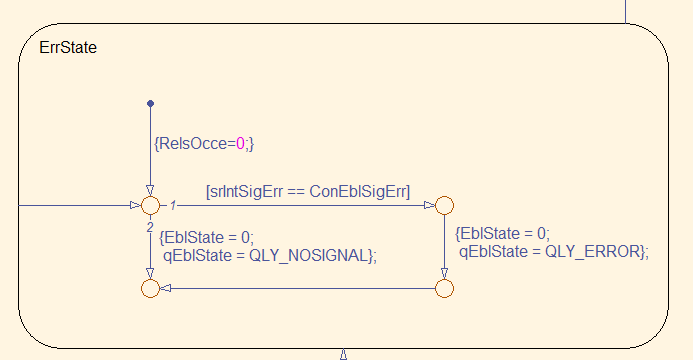 ErrState
{RelsOcce=0;}
1
[srIntSigErr == ConEblSigErr]
2
{EblState = 0;
qEblState = QLY_NOSIGNAL};
{EblState = 0;
qEblState = QLY_ERROR};